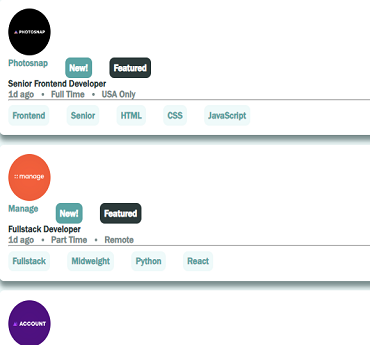 PHOTOSNAP
Photosnap New! Featured
Senior Frontend Developer
1d ago • Full Time • USA Only
Frontend Senior HTML CSS JavaScript
manage
Manage New! Featured
Fullstack Developer
1d ago • Part Time • Remote
Fullstack Midweight Python React
ACCOUNT